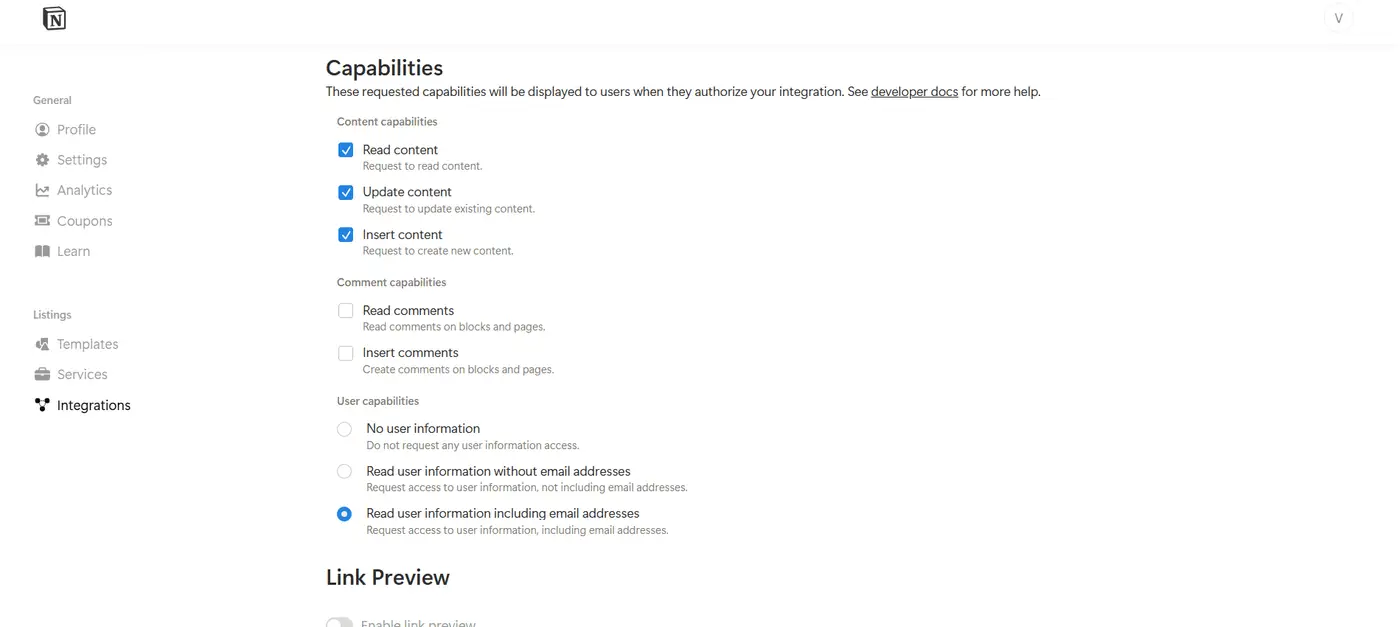 N
V
General
Profile
Settings
Analytics
Coupons
Learn
Listings
Templates
Services
Integrations
Capabilities
These requested capabilities will be displayed to users when they authorize your integration. See developer docs for more help.
Content capabilities
Read content
Request to read content.
Update content
Request to update existing content.
Insert content
Request to create new content.
Comment capabilities
Read comments
Read comments on blocks and pages.
Insert comments
Create comments on blocks and pages.
User capabilities
No user information
Do not request any user information access.
Read user information without email addresses
Request access to user information, not including email addresses.
Read user information including email addresses
Request access to user information, including email addresses.
Link Preview
Enable link preview